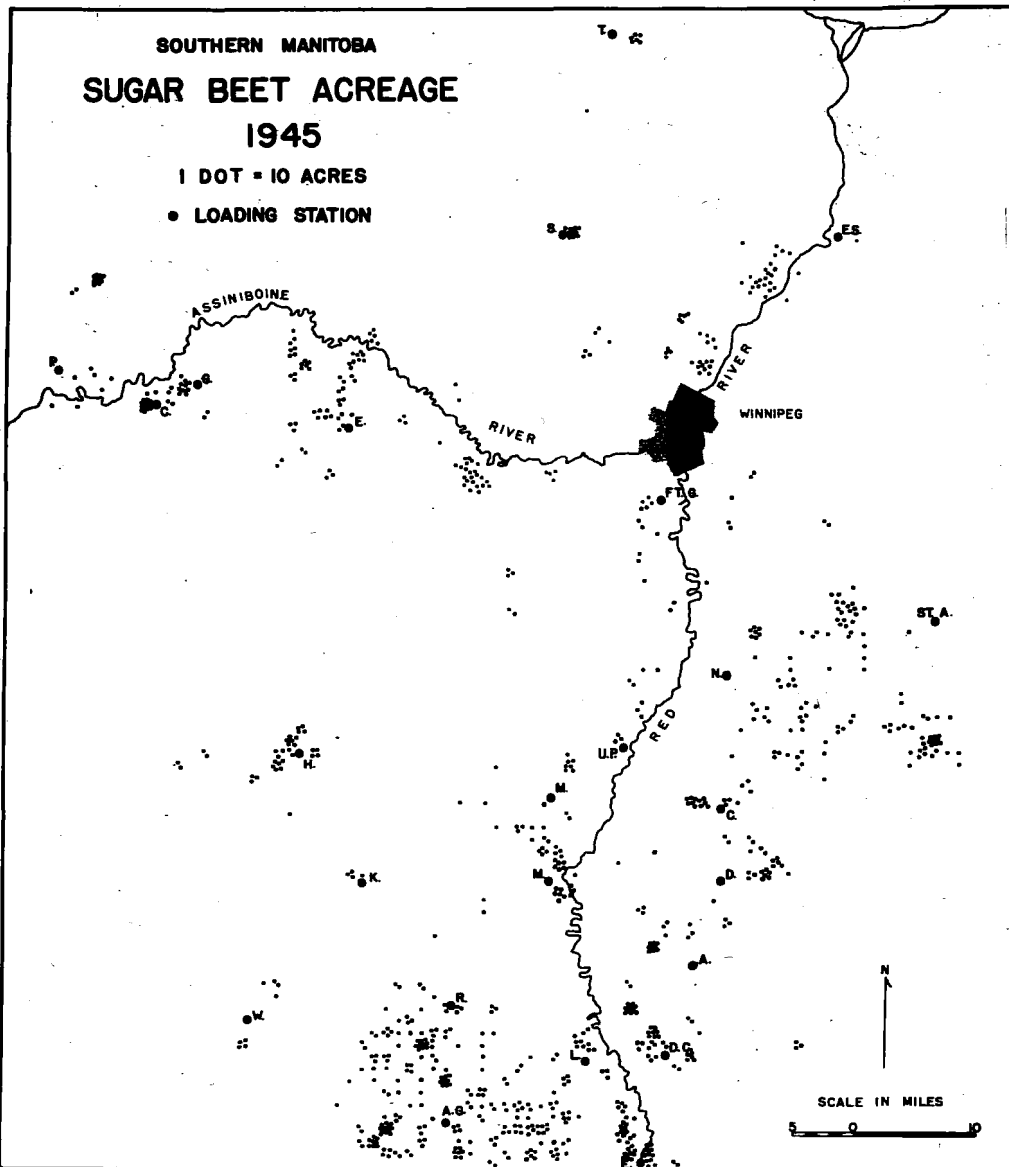 SOUTHERN MANITOBA
SUGAR BEET ACREAGE
1945
1 DOT = 10 ACRES
● LOADING STATION
T.
S.
E.S.
ASSINIBOINE
P.
G.
C.
E.
RIVER
RIVER
WINNIPEG
FT. G.
ST. A.
N.
RED
U.P.
H.
M.
C.
K.
M.
D.
A.
N
R.
W.
L.
D.C.
A.G.
SCALE IN MILES
5 0 10